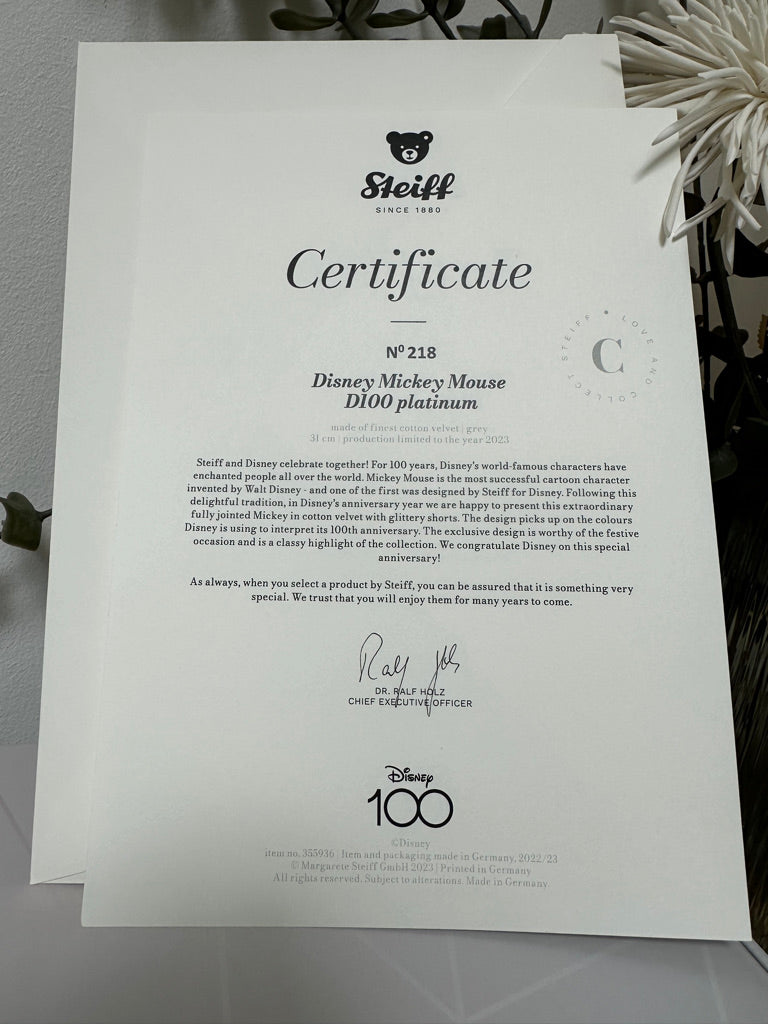 Steiff
SINCE 1880
Certificate
Nº 218
STEIFF • LOVE AND COLLECT
C
Disney Mickey Mouse
D100 platinum
made of finest cotton velvet | grey
31 cm | production limited to the year 2023
Steiff and Disney celebrate together! For 100 years, Disney's world-famous characters have
enchanted people all over the world. Mickey Mouse is the most successful cartoon character
invented by Walt Disney - and one of the first was designed by Steiff for Disney. Following this
delightful tradition, in Disney's anniversary year we are happy to present this extraordinary
fully jointed Mickey in cotton velvet with glittery shorts. The design picks up on the colours
Disney is using to interpret its 100th anniversary. The exclusive design is worthy of the festive
occasion and is a classy highlight of the collection. We congratulate Disney on this special
anniversary!
As always, when you select a product by Steiff, you can be assured that it is something very
special. We trust that you will enjoy them for many years to come.
Ralf Holz
DR. RALF HOLZ
CHIEF EXECUTIVE OFFICER
Disney
100
©Disney
item no. 355936 | Item and packaging made in Germany, 2022/23
© Margarete Steiff GmbH 2023 | Printed in Germany
All rights reserved. Subject to alterations. Made in Germany